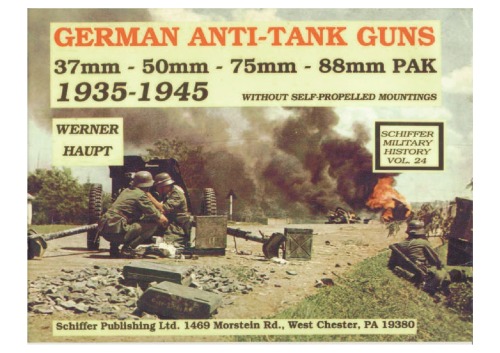 GERMAN ANTI-TANK GUNS
37mm - 50mm - 75mm - 88mm PAK
1935-1945
WITHOUT SELF-PROPELLED MOUNTINGS
WERNER
HAUPT
SCHIFFER
MILITARY
HISTORY
VOL. 24
Schiffer Publishing Ltd. 1469 Morstein Rd., West Chester, PA 19380